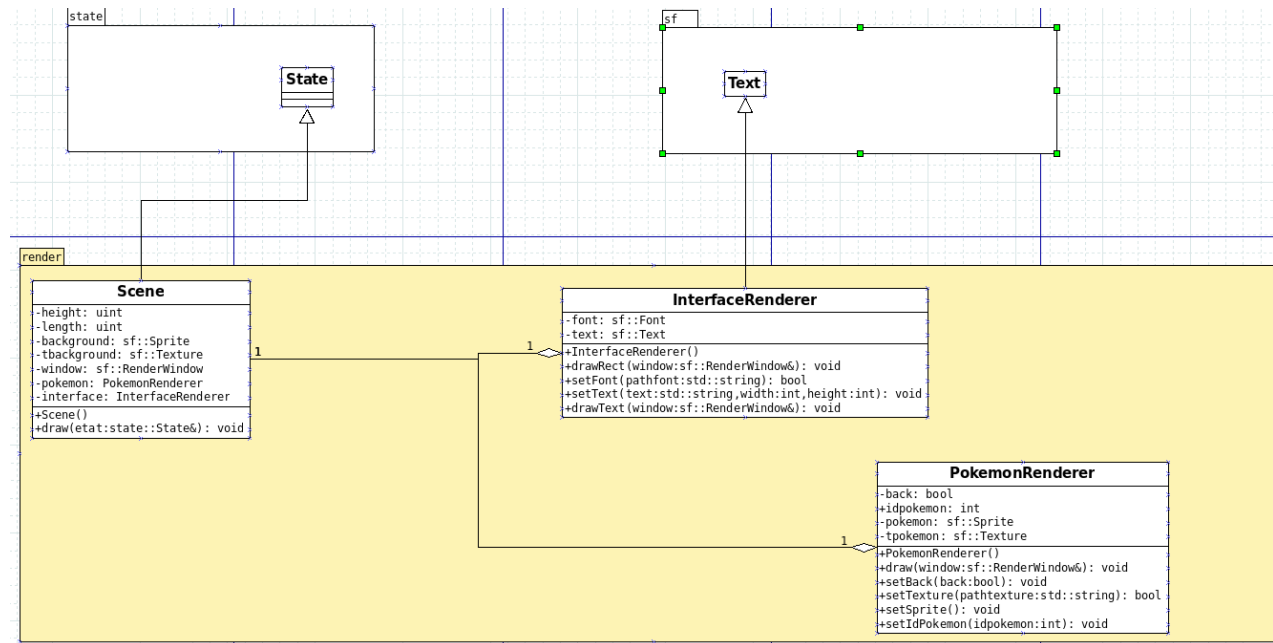 state
State
sf
Text
render
Scene
-height: uint
-length: uint
-background: sf::Sprite
-tbackground: sf::Texture
-window: sf::RenderWindow
-pokemon: PokemonRenderer
-interface: InterfaceRenderer
+Scene()
+draw(etat:state::State&): void
1
1
InterfaceRenderer
-font: sf::Font
-text: sf::Text
+InterfaceRenderer()
+drawRect(window:sf::RenderWindow&): void
+setFont(pathfont:std::string): bool
+setText(text:std::string,width:int,height:int): void
+drawText(window:sf::RenderWindow&): void
1
PokemonRenderer
-back: bool
+idpokemon: int
-pokemon: sf::Sprite
-tpokemon: sf::Texture
+PokemonRenderer()
+draw(window:sf::RenderWindow&): void
+setBack(back:bool): void
+setTexture(pathtexture:std::string): bool
+setSprite(): void
+setIdPokemon(idpokemon:int): void